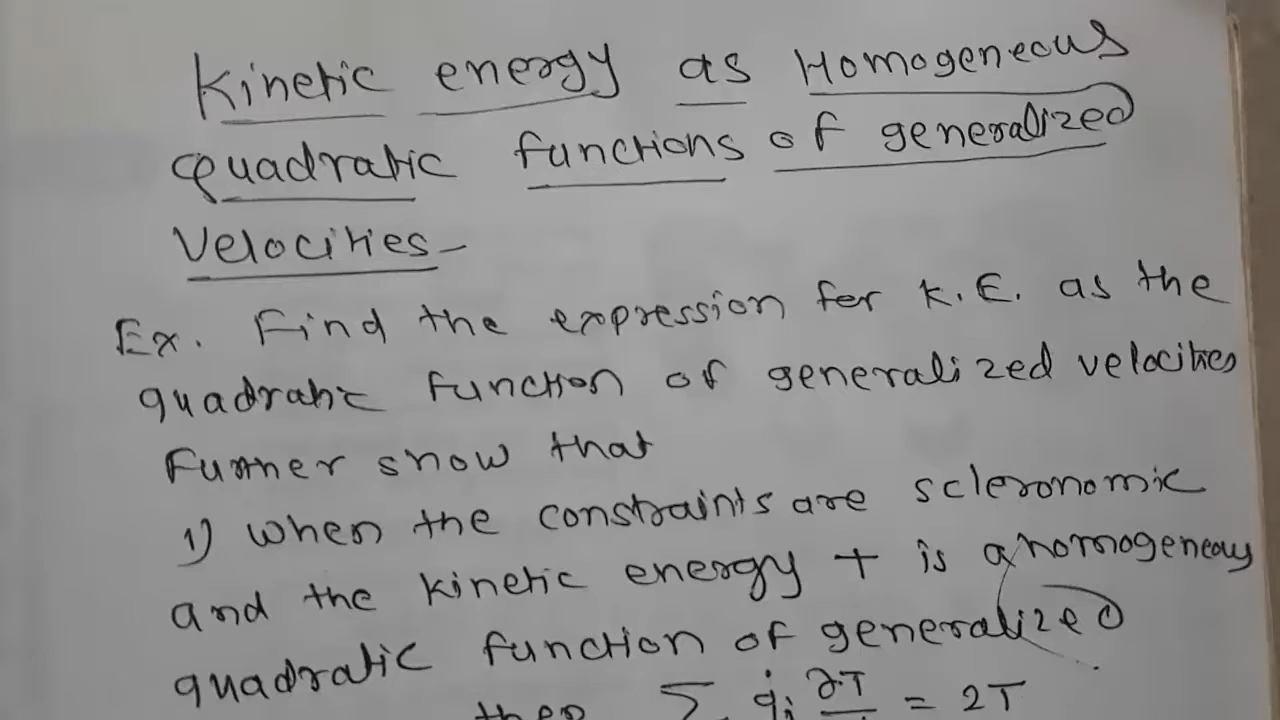 Kinetic energy as Homogeneous
quadratic functions of generalized
Velocities -
Ex. Find the expression for K.E. as the
quadratic function of generalized velocities
Further show that
1) when the constraints are scleronomic
and the kinetic energy T is a homogeneous
quadratic function of generalized
then Σ q̇i ∂T = 2T